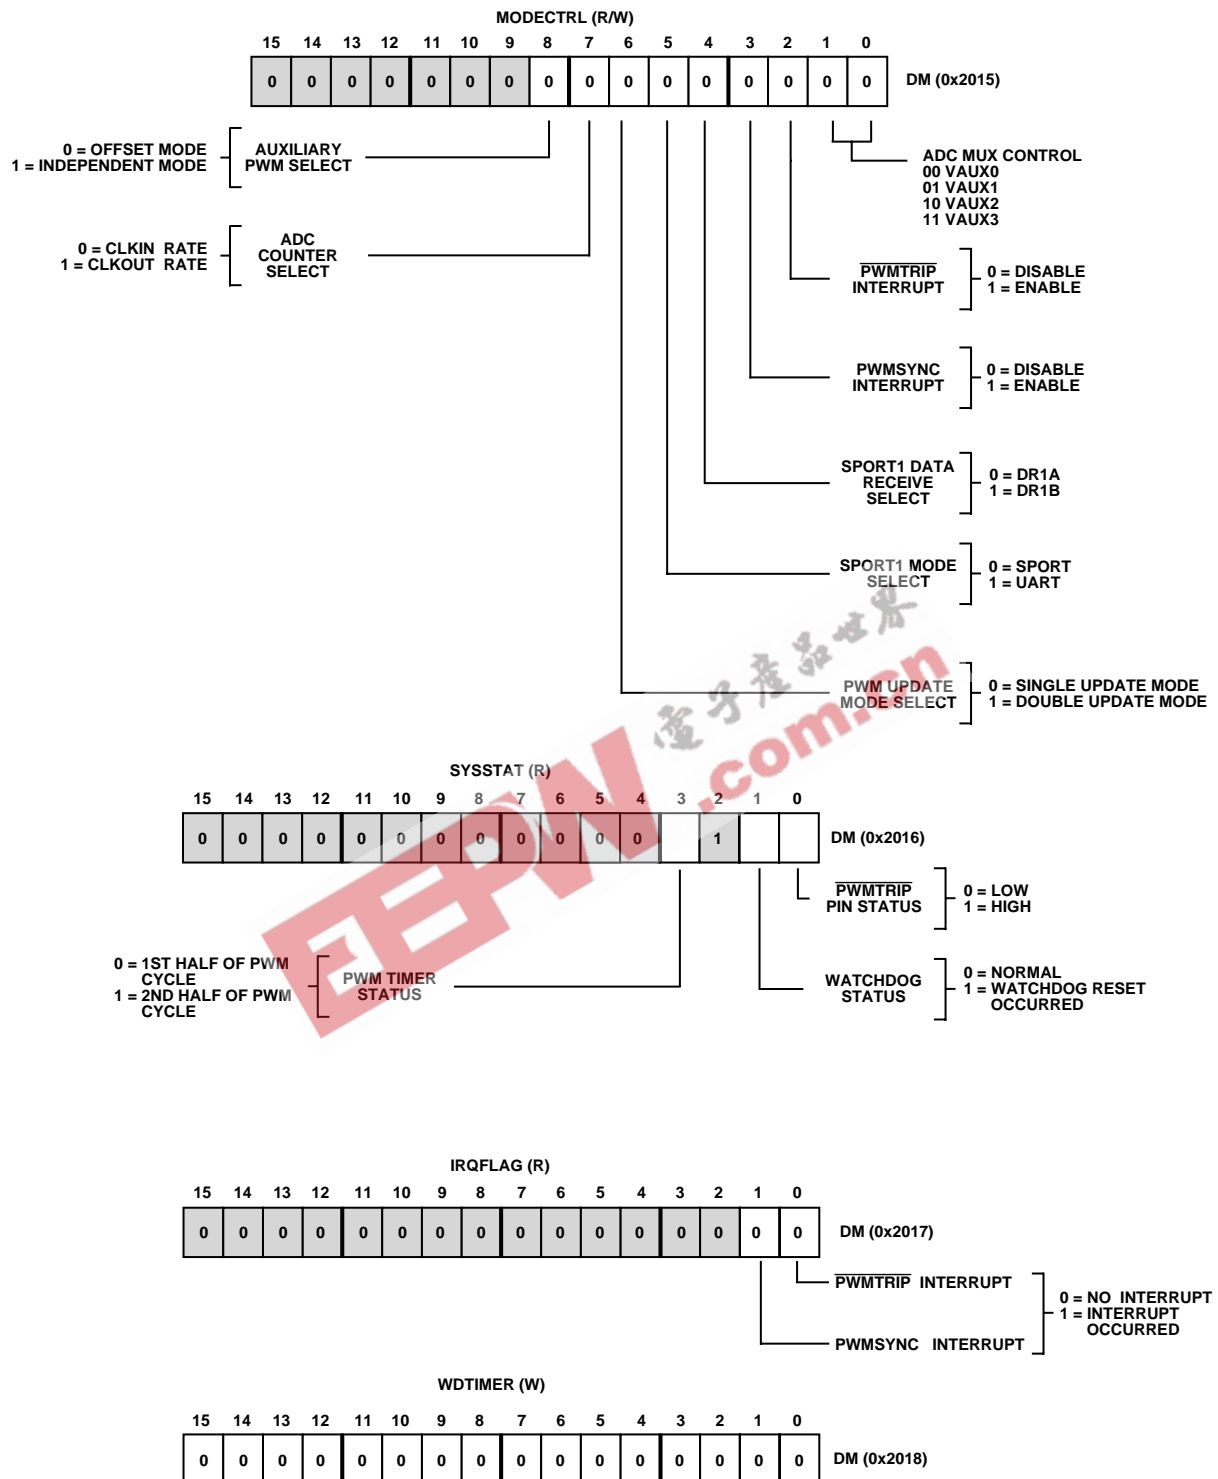 MODECTRL (R/W)
15 14 13 12 11 10 9 8 7 6 5 4 3 2 1 0
0 0 0 0 0 0 0 0 0 0 0 0 0 0 0 0 DM (0x2015)
0 = OFFSET MODE
1 = INDEPENDENT MODE
AUXILIARY
PWM SELECT
ADC MUX CONTROL
00 VAUX0
01 VAUX1
10 VAUX2
11 VAUX3
0 = CLKIN RATE
1 = CLKOUT RATE
ADC
COUNTER
SELECT
PWMTRIP
INTERRUPT
0 = DISABLE
1 = ENABLE
PWMSYNC
INTERRUPT
0 = DISABLE
1 = ENABLE
SPORT1 DATA
RECEIVE
SELECT
0 = DR1A
1 = DR1B
SPORT1 MODE
SELECT
0 = SPORT
1 = UART
PWM UPDATE
MODE SELECT
0 = SINGLE UPDATE MODE
1 = DOUBLE UPDATE MODE
電子產品世界
EEPW.com.cn
SYSSTAT (R)
15 14 13 12 11 10 9 8 7 6 5 4 3 2 1 0
0 0 0 0 0 0 0 0 0 0 0 0 1 DM (0x2016)
PWMTRIP
PIN STATUS
0 = LOW
1 = HIGH
0 = 1ST HALF OF PWM
CYCLE
1 = 2ND HALF OF PWM
CYCLE
PWM TIMER
STATUS
WATCHDOG
STATUS
0 = NORMAL
1 = WATCHDOG RESET
OCCURRED
IRQFLAG (R)
15 14 13 12 11 10 9 8 7 6 5 4 3 2 1 0
0 0 0 0 0 0 0 0 0 0 0 0 0 0 0 0 DM (0x2017)
PWMTRIP INTERRUPT
PWMSYNC INTERRUPT
0 = NO INTERRUPT
1 = INTERRUPT
OCCURRED
WDTIMER (W)
15 14 13 12 11 10 9 8 7 6 5 4 3 2 1 0
0 0 0 0 0 0 0 0 0 0 0 0 0 0 0 0 DM (0x2018)